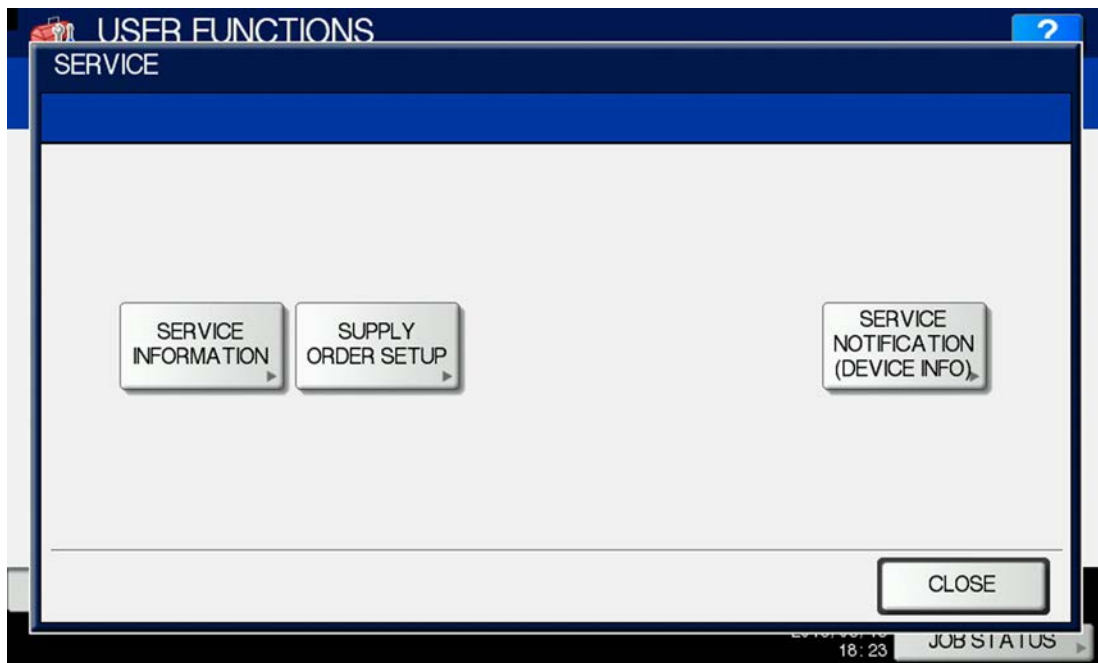 USER FUNCTIONS
?
SERVICE
SERVICE
INFORMATION
SUPPLY
ORDER SETUP
SERVICE
NOTIFICATION
(DEVICE INFO)
CLOSE
18:23
JOB STATUS